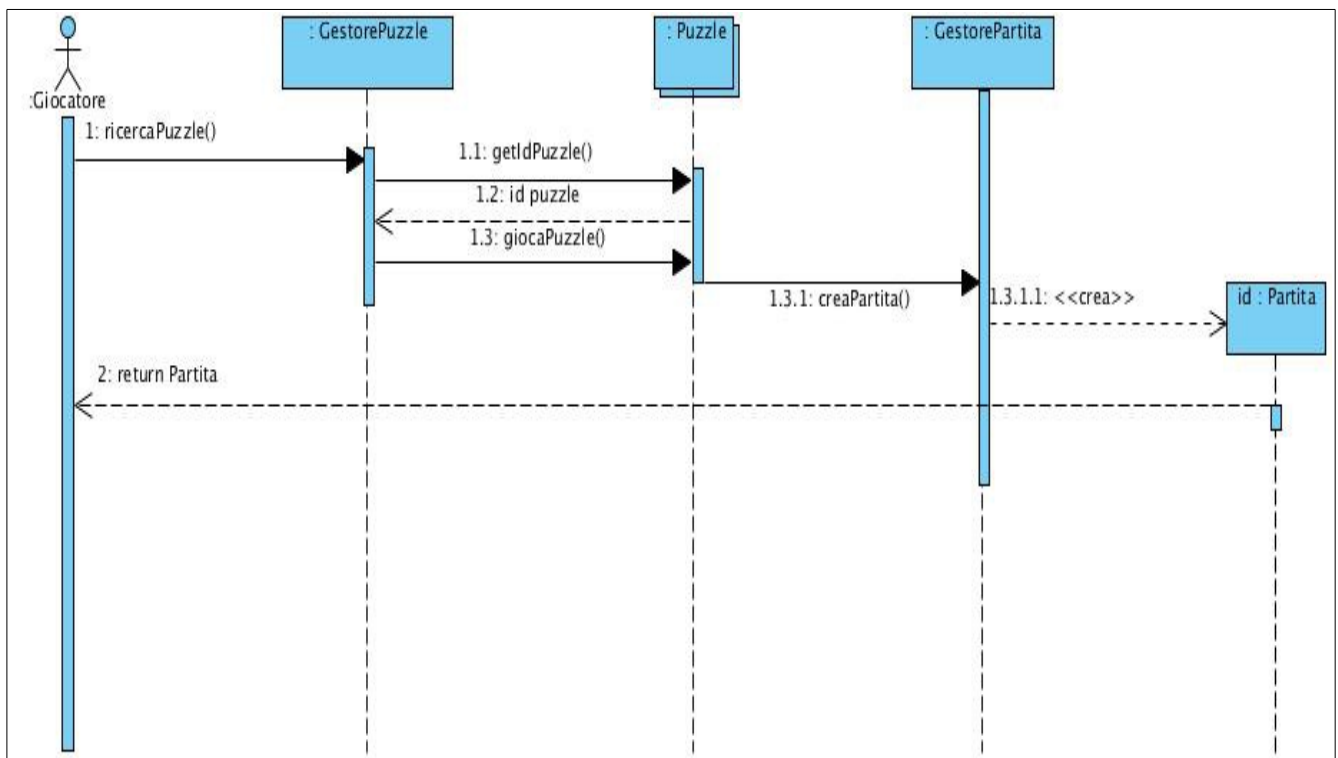 : GestorePuzzle
: Puzzle
: GestorePartita
:Giocatore
1: ricercaPuzzle()
1.1: getIdPuzzle()
1.2: id puzzle
1.3: giocaPuzzle()
1.3.1: creaPartita()
1.3.1.1: <<crea>>
id : Partita
2: return Partita